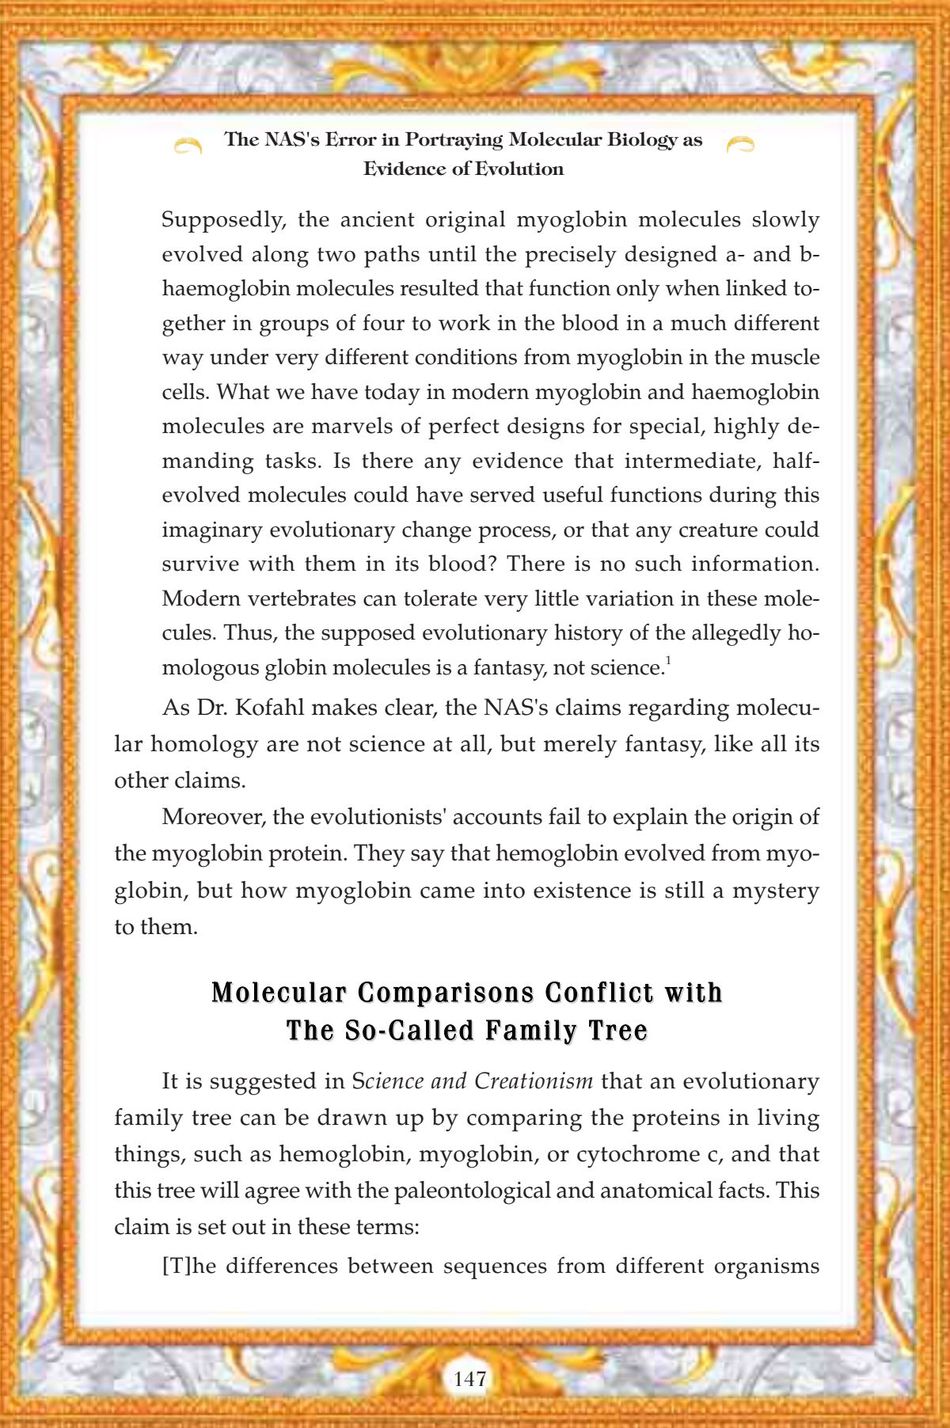 The NAS's Error in Portraying Molecular Biology as
Evidence of Evolution
Supposedly, the ancient original myoglobin molecules slowly
evolved along two paths until the precisely designed a- and b-
haemoglobin molecules resulted that function only when linked to-
gether in groups of four to work in the blood in a much different
way under very different conditions from myoglobin in the muscle
cells. What we have today in modern myoglobin and haemoglobin
molecules are marvels of perfect designs for special, highly de-
manding tasks. Is there any evidence that intermediate, half-
evolved molecules could have served useful functions during this
imaginary evolutionary change process, or that any creature could
survive with them in its blood? There is no such information.
Modern vertebrates can tolerate very little variation in these mole-
cules. Thus, the supposed evolutionary history of the allegedly ho-
mologous globin molecules is a fantasy, not science.1
As Dr. Kofahl makes clear, the NAS's claims regarding molecu-
lar homology are not science at all, but merely fantasy, like all its
other claims.
Moreover, the evolutionists' accounts fail to explain the origin of
the myoglobin protein. They say that hemoglobin evolved from myo-
globin, but how myoglobin came into existence is still a mystery
to them.
Molecular Comparisons Conflict with
The So-Called Family Tree
It is suggested in Science and Creationism that an evolutionary
family tree can be drawn up by comparing the proteins in living
things, such as hemoglobin, myoglobin, or cytochrome c, and that
this tree will agree with the paleontological and anatomical facts. This
claim is set out in these terms:
[T]he differences between sequences from different organisms
147